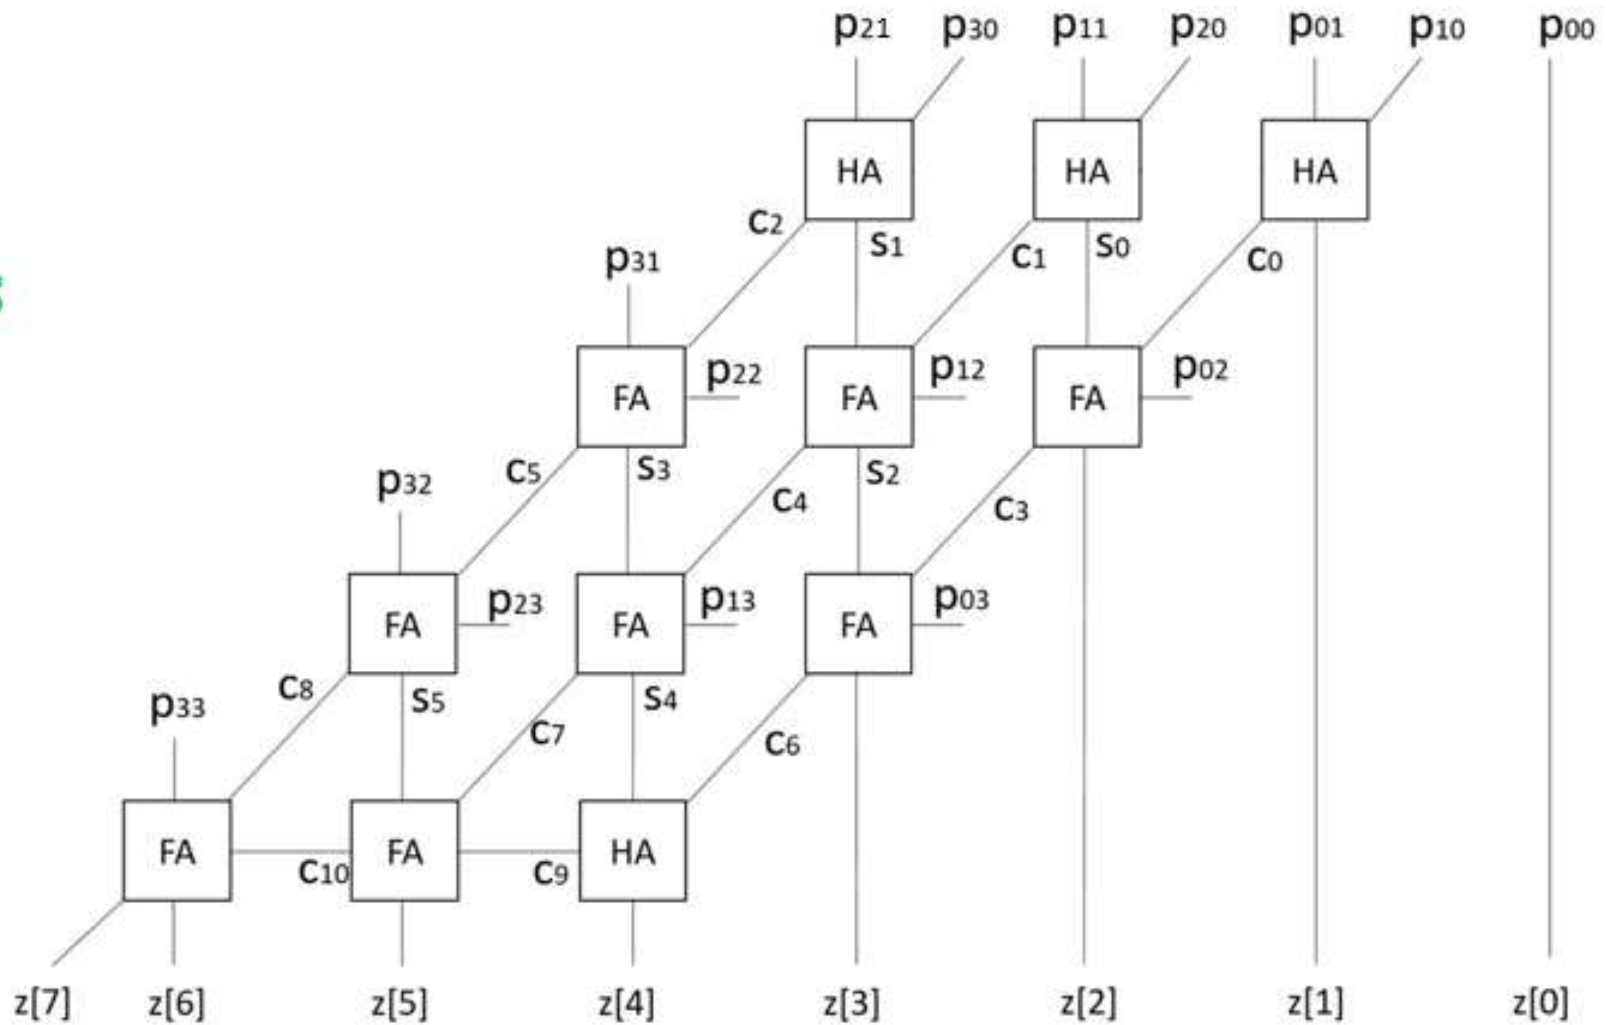 p21 p30 p11 p20 p01 p10 p00
HA HA HA
c2 s1 c1 s0 c0
p31
FA p22 FA p12 FA p02
c5 s3 c4 s2 c3
p32
FA p23 FA p13 FA p03
c8 s5 c7 s4 c6
p33
FA c10 FA c9 HA
z[7] z[6] z[5] z[4] z[3] z[2] z[1] z[0]